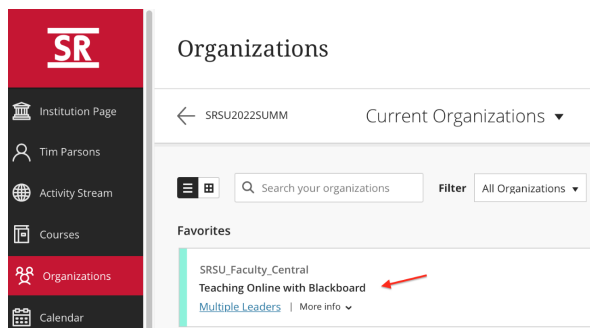 SR
Organizations
Institution Page
SRSU2022SUMM
Current Organizations
Tim Parsons
Activity Stream
Search your organizations
Filter
All Organizations
Courses
Favorites
Organizations
SRSU_Faculty_Central
Teaching Online with Blackboard
Multiple Leaders | More info
Calendar